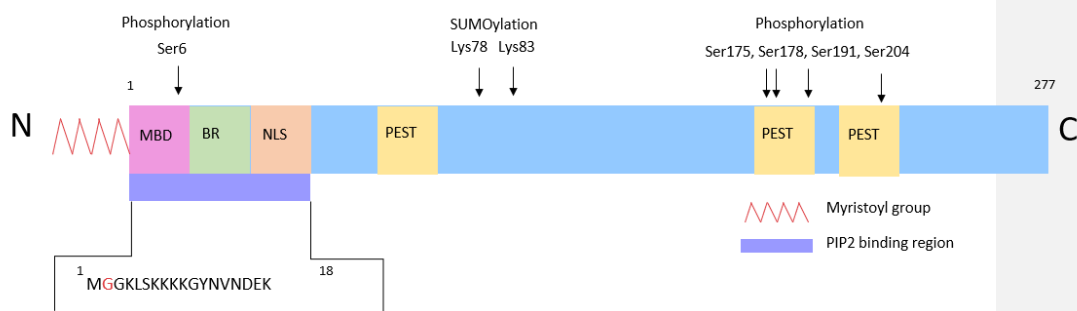 Phosphorylation
Ser6
SUMOylation
Lys78 Lys83
Phosphorylation
Ser175, Ser178, Ser191, Ser204
1
277
N
MBD
BR
NLS
PEST
PEST
PEST
C
Myristoyl group
PIP2 binding region
1
18
MGGKLSKKKKGYNVNDEK